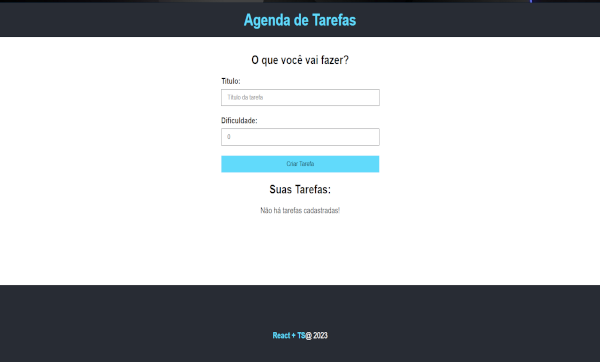 Agenda de Tarefas
O que você vai fazer?
Título:
Título da tarefa
Dificuldade:
0
Criar Tarefa
Suas Tarefas:
Não há tarefas cadastradas!
React + TS@ 2023